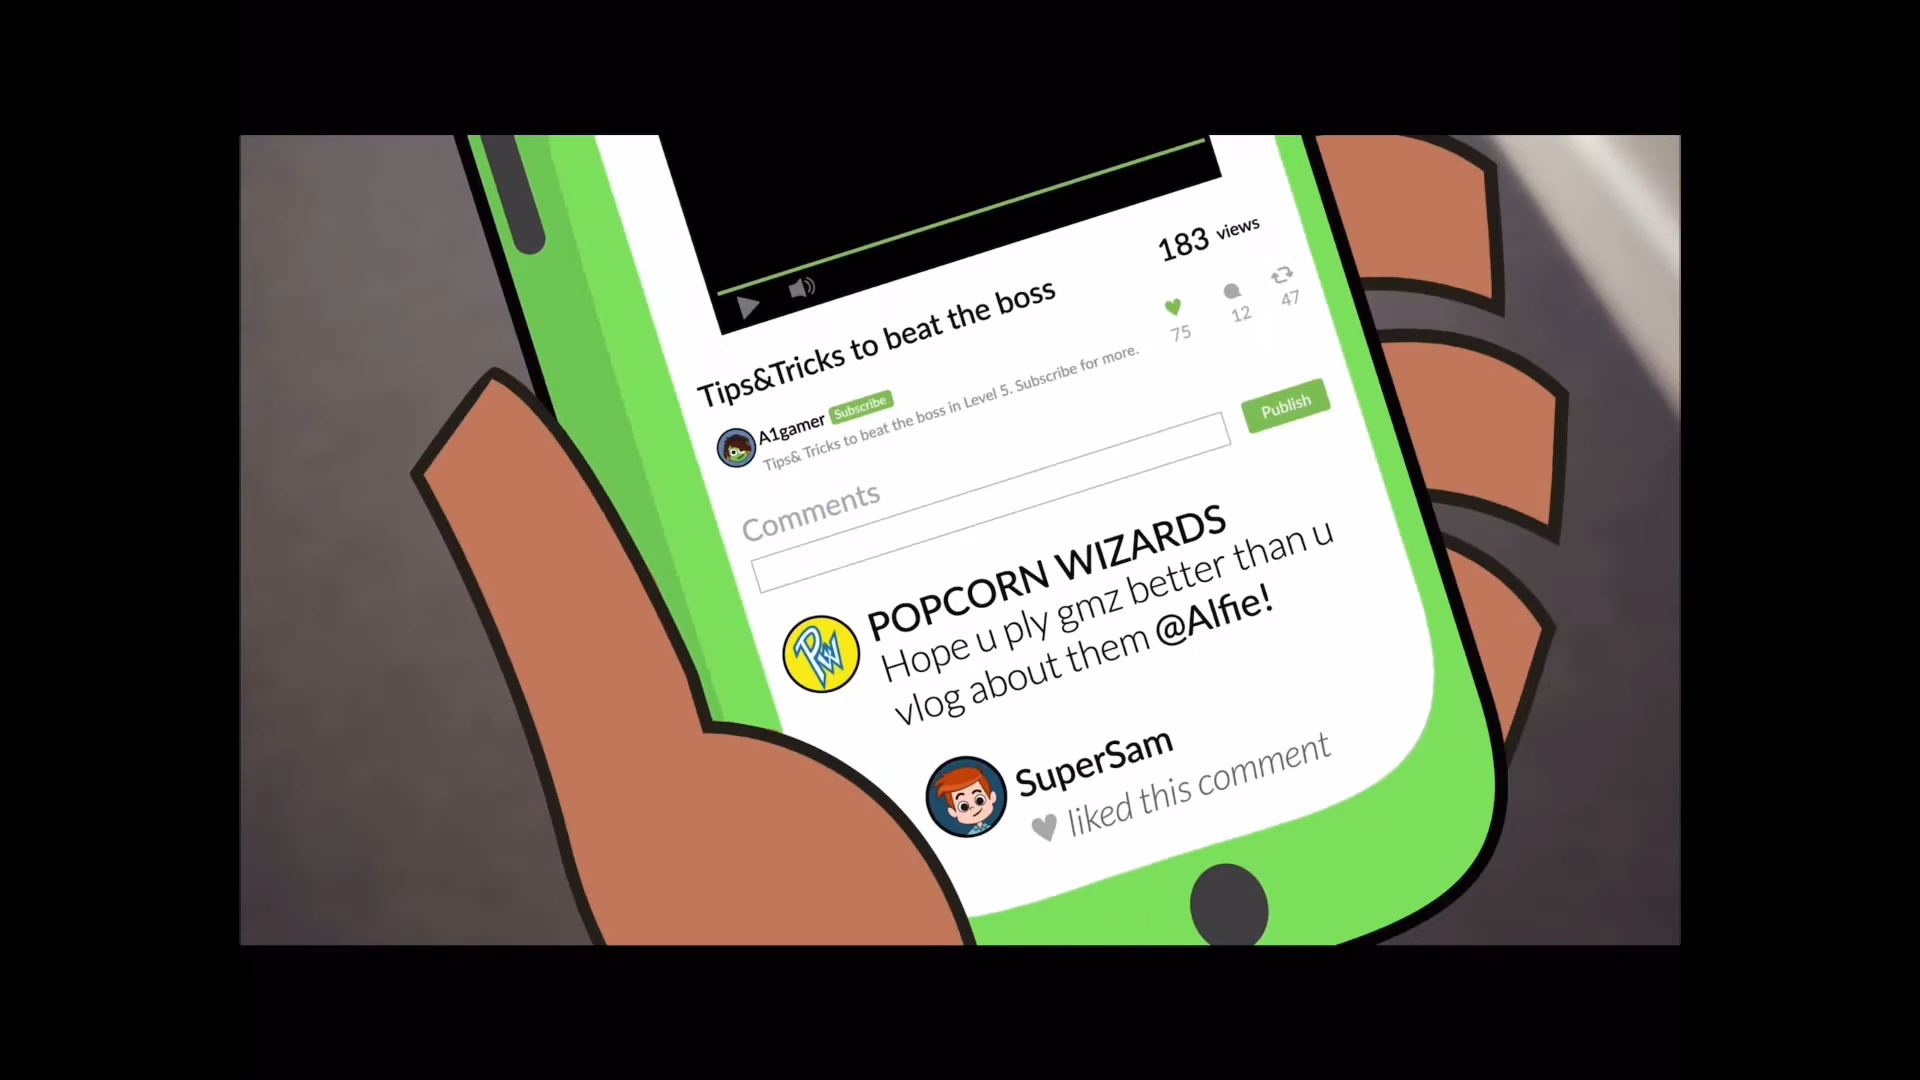 183 views
Tips&Tricks to beat the boss
75 12 47
A1gamer Subscribe
Tips& Tricks to beat the boss in Level 5. Subscribe for more.
Publish
Comments
PW
POPCORN WIZARDS
Hope u ply gmz better than u
vlog about them @Alfie!
SuperSam
liked this comment